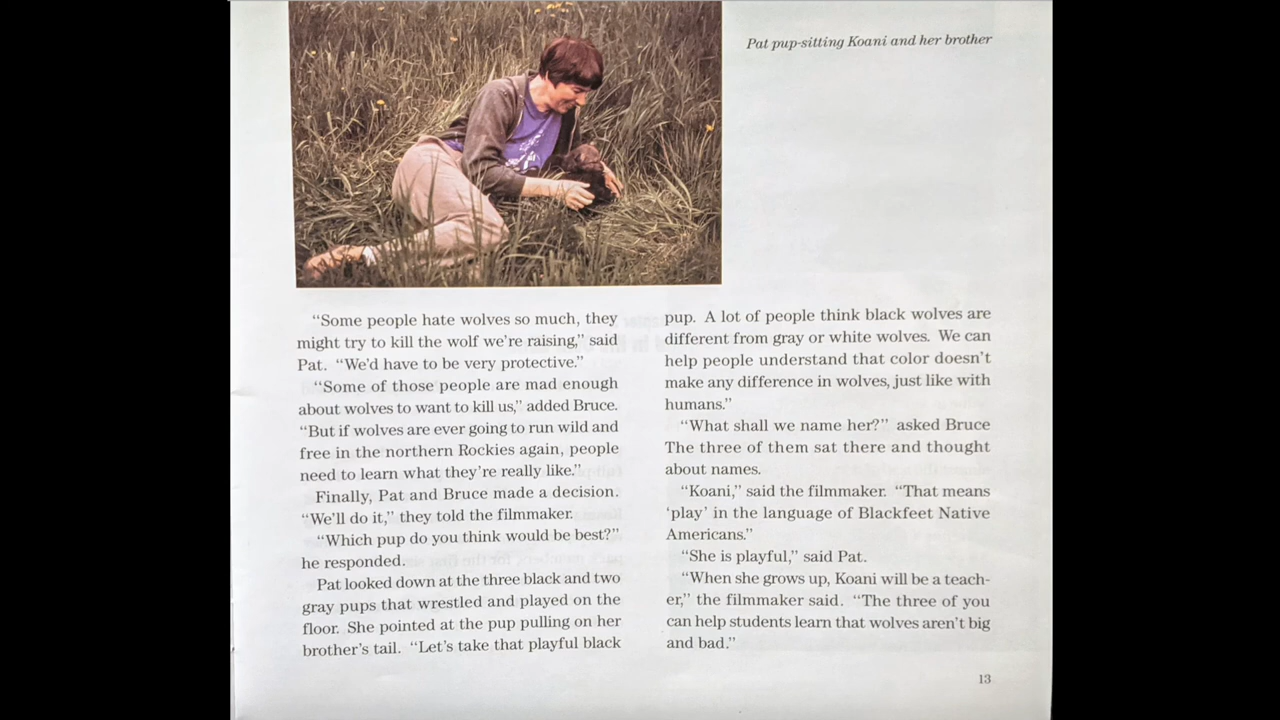 Pat pup-sitting Koani and her brother
“Some people hate wolves so much, they
might try to kill the wolf we’re raising,” said
Pat. “We’d have to be very protective.”
“Some of those people are mad enough
about wolves to want to kill us,” added Bruce.
“But if wolves are ever going to run wild and
free in the northern Rockies again, people
need to learn what they’re really like.”
Finally, Pat and Bruce made a decision.
“We’ll do it,” they told the filmmaker.
“Which pup do you think would be best?”
he responded.
Pat looked down at the three black and two
gray pups that wrestled and played on the
floor. She pointed at the pup pulling on her
brother’s tail. “Let’s take that playful black
pup. A lot of people think black wolves are
different from gray or white wolves. We can
help people understand that color doesn’t
make any difference in wolves, just like with
humans.”
“What shall we name her?” asked Bruce
The three of them sat there and thought
about names.
“Koani,” said the filmmaker. “That means
‘play’ in the language of Blackfeet Native
Americans.”
“She is playful,” said Pat.
“When she grows up, Koani will be a teach-
er,” the filmmaker said. “The three of you
can help students learn that wolves aren’t big
and bad.”
13